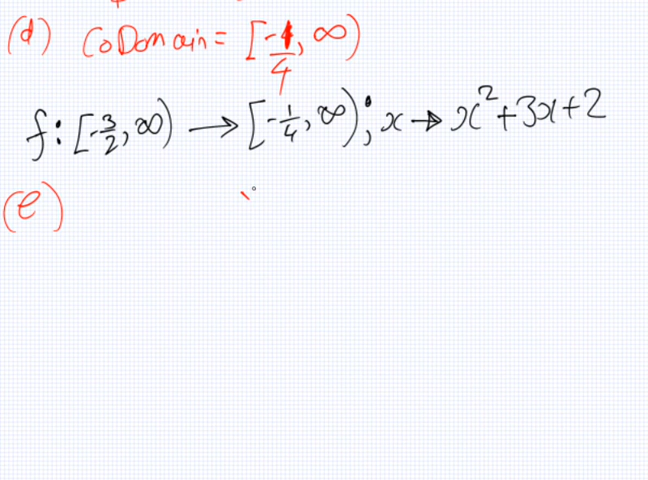 (d) CoDomain = [-1/4, ∞)
f: [-3/2, ∞) → [-1/4, ∞); x → x²+3x+2
(e)